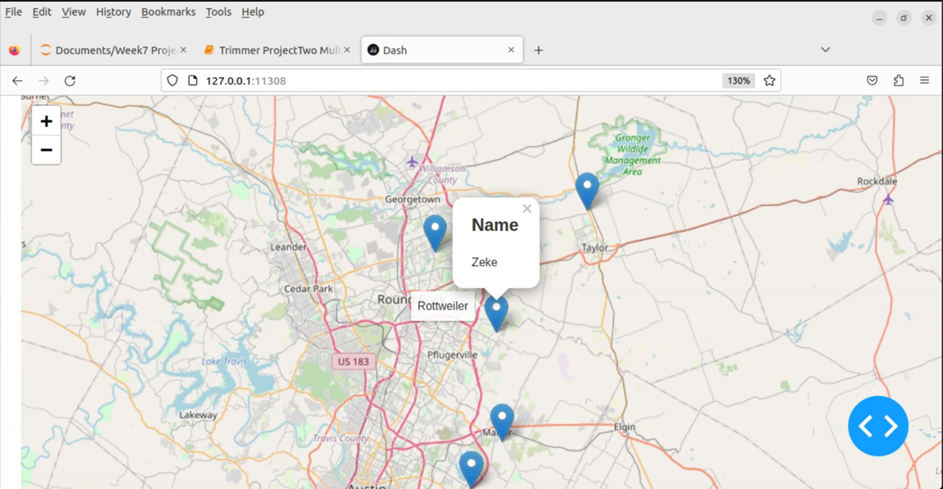 File Edit View History Bookmarks Tools Help
Documents/Week7 Proje
Trimmer ProjectTwo Mult
Dash
127.0.0.1:11308
130%
+
−
Williamson
County
Granger
Wildlife
Management
Area
Rockdale
Georgetown
Name
Zeke
Leander
Taylor
Cedar Park
Roun
Rottweiler
US 183
Pflugerville
Lake Travis
Lakeway
Travis County
Elgin
Austin